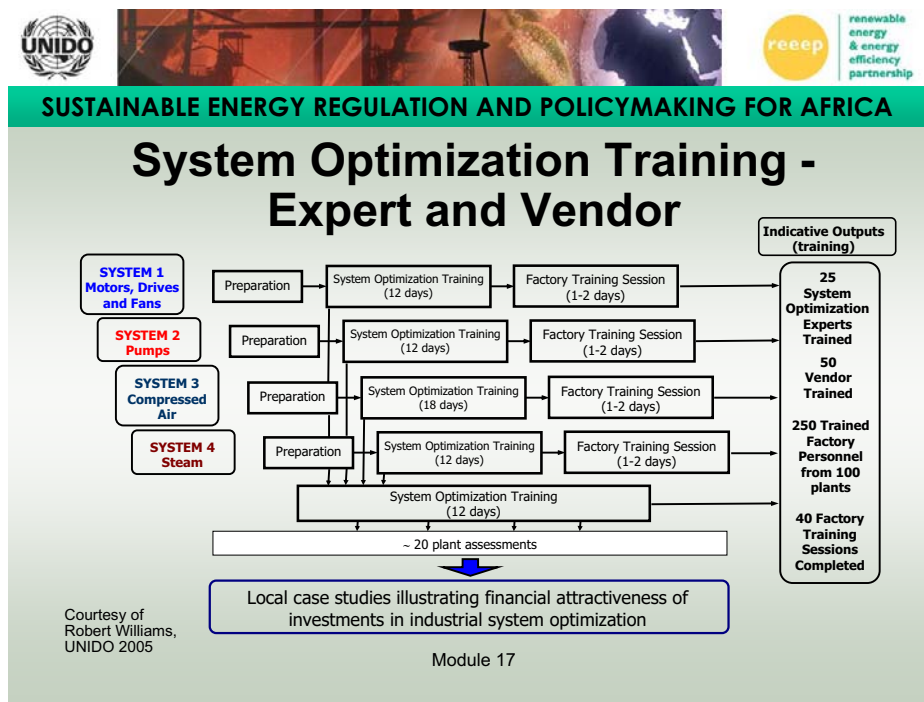 UNIDO
reeep
renewable
energy
& energy
efficiency
partnership
SUSTAINABLE ENERGY REGULATION AND POLICYMAKING FOR AFRICA
System Optimization Training -
Expert and Vendor
Indicative Outputs
(training)
SYSTEM 1
Motors, Drives
and Fans
Preparation
System Optimization Training
(12 days)
Factory Training Session
(1-2 days)
SYSTEM 2
Pumps
Preparation
System Optimization Training
(12 days)
Factory Training Session
(1-2 days)
SYSTEM 3
Compressed
Air
Preparation
System Optimization Training
(18 days)
Factory Training Session
(1-2 days)
SYSTEM 4
Steam
Preparation
System Optimization Training
(12 days)
Factory Training Session
(1-2 days)
System Optimization Training
(12 days)
25
System
Optimization
Experts
Trained
50
Vendor
Trained
250 Trained
Factory
Personnel
from 100
plants
40 Factory
Training
Sessions
Completed
~ 20 plant assessments
Local case studies illustrating financial attractiveness of
investments in industrial system optimization
Courtesy of
Robert Williams,
UNIDO 2005
Module 17